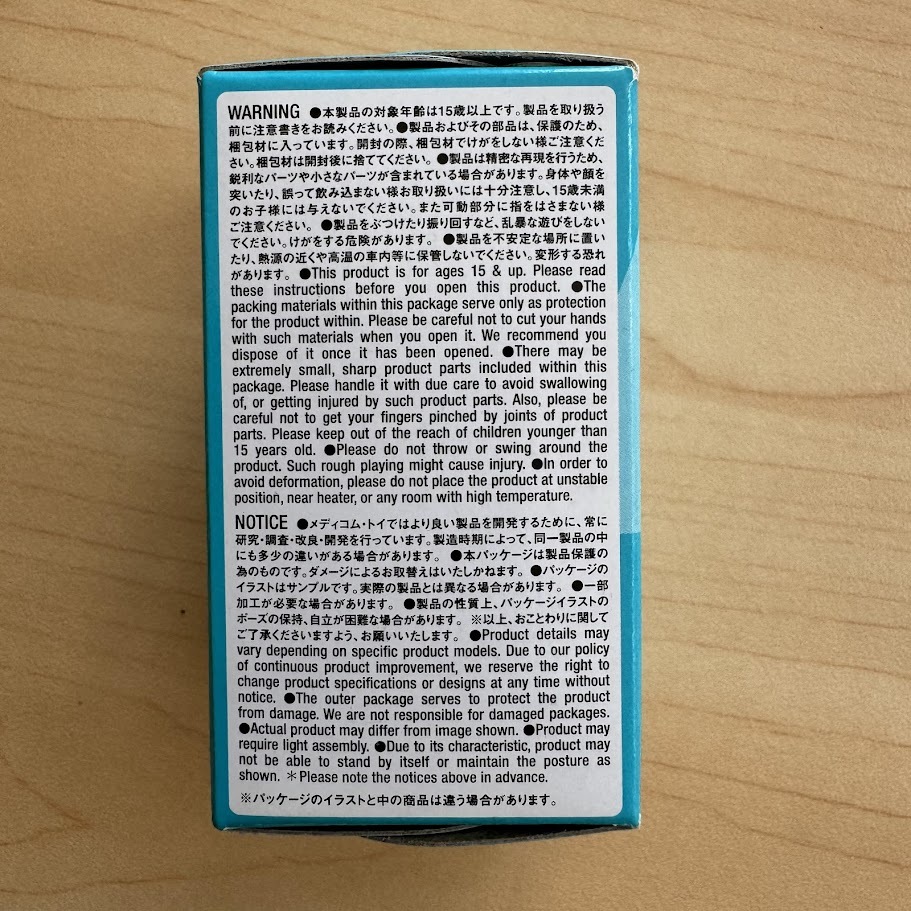 WARNING ●本製品の対象年齢は15歳以上です。製品を取り扱う
前に注意書きをお読みください。●製品およびその部品は、保護のため、
梱包材に入っています。開封の際、梱包材でけがをしない様ご注意くだ
さい。梱包材は開封後に捨ててください。 ●製品は精密な再現を行うため、
鋭利なパーツや小さなパーツが含まれている場合があります。身体や顔を
突いたり、誤って飲み込まない様お取り扱いには十分注意し、15歳未満
のお子様には与えないでください。また可動部分に指をはさまない様
ご注意ください。 ●製品をぶつけたり振り回すなど、乱暴な遊びをしない
でください。けがをする危険があります。 ●製品を不安定な場所に置い
たり、熱源の近くや高温の車内等に保管しないでください。変形する恐れ
があります。 ●This product is for ages 15 & up. Please read
these instructions before you open this product. ●The
packing materials within this package serve only as protection
for the product within. Please be careful not to cut your hands
with such materials when you open it. We recommend you
dispose of it once it has been opened. ●There may be
extremely small, sharp product parts included within this
package. Please handle it with due care to avoid swallowing
of, or getting injured by such product parts. Also, please be
careful not to get your fingers pinched by joints of product
parts. Please keep out of the reach of children younger than
15 years old. ●Please do not throw or swing around the
product. Such rough playing might cause injury. ●In order to
avoid deformation, please do not place the product at unstable
position, near heater, or any room with high temperature.
NOTICE ●メディコム・トイではより良い製品を開発するために、常に
研究・調査・改良・開発を行っています。製造時期によって、同一製品の中
にも多少の違いがある場合があります。 ●本パッケージは製品保護の
為のものです。ダメージによるお取替えはいたしかねます。 ●パッケージの
イラストはサンプルです。実際の製品とは異なる場合があります。 ●一部
加工が必要な場合があります。 ●製品の性質上、パッケージイラストの
ポーズの保持、自立が困難な場合があります。 ※以上、おことわりに関して
ご了承くださいますよう、お願いいたします。 ●Product details may
vary depending on specific product models. Due to our policy
of continuous product improvement, we reserve the right to
change product specifications or designs at any time without
notice. ●The outer package serves to protect the product
from damage. We are not responsible for damaged packages.
●Actual product may differ from image shown. ●Product may
require light assembly. ●Due to its characteristic, product may
not be able to stand by itself or maintain the posture as
shown. ＊Please note the notices above in advance.
※パッケージのイラストと中の商品は違う場合があります。